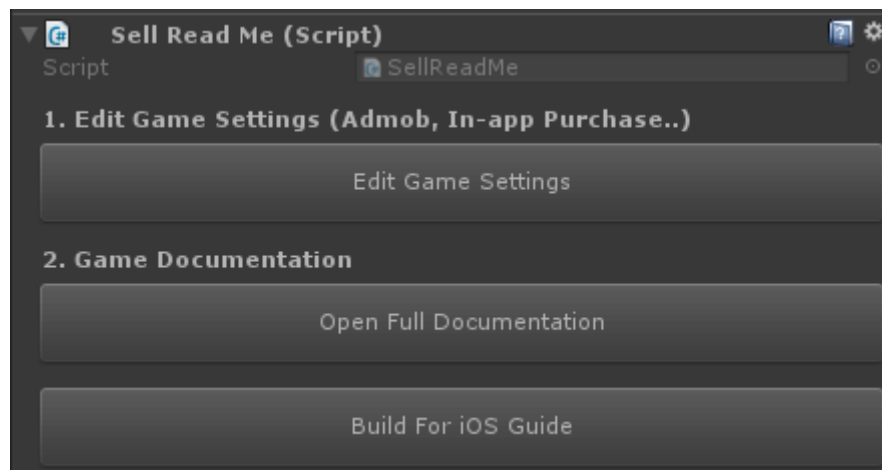 Sell Read Me (Script)
Script SellReadMe
1. Edit Game Settings (Admob, In-app Purchase..)
Edit Game Settings
2. Game Documentation
Open Full Documentation
Build For iOS Guide